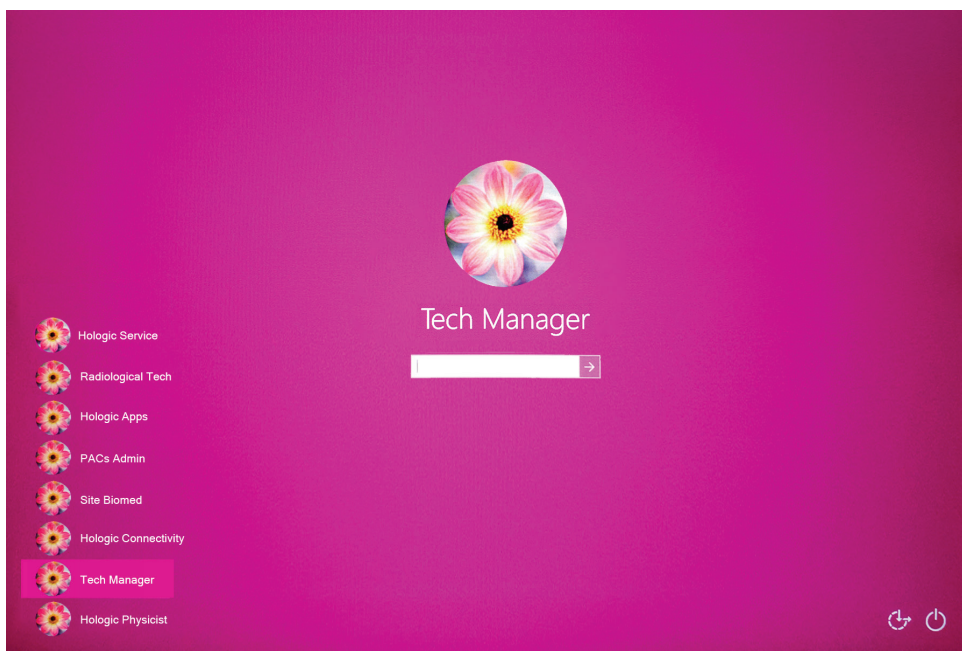 Tech Manager
Hologic Service
Radiological Tech
Hologic Apps
PACs Admin
Site Biomed
Hologic Connectivity
Tech Manager
Hologic Physicist